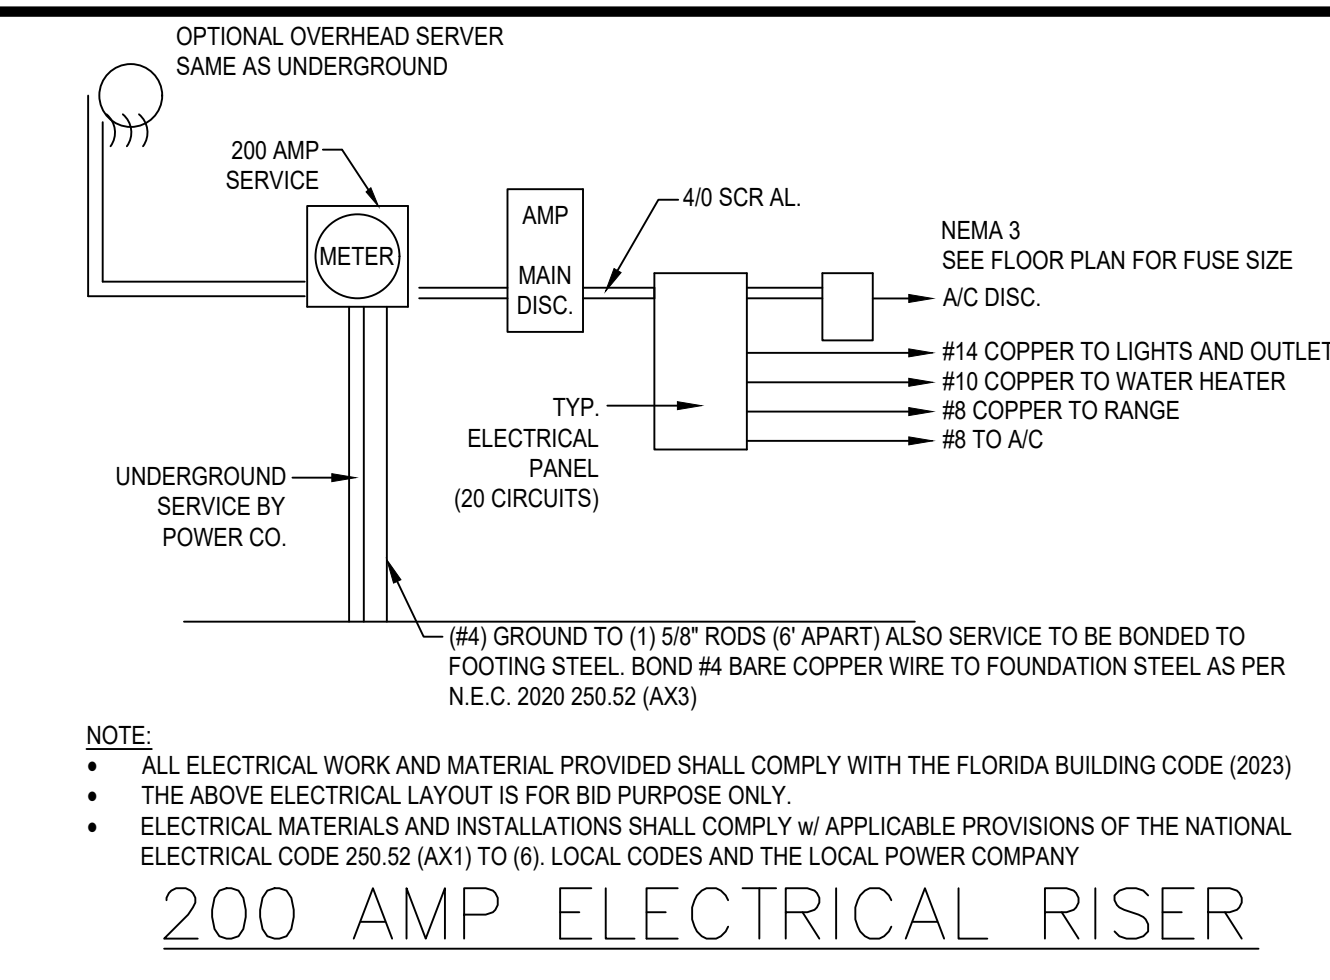 OPTIONAL OVERHEAD SERVER
SAME AS UNDERGROUND
200 AMP
SERVICE
METER
AMP
MAIN
DISC.
4/0 SCR AL.
NEMA 3
SEE FLOOR PLAN FOR FUSE SIZE
A/C DISC.
#14 COPPER TO LIGHTS AND OUTLET
#10 COPPER TO WATER HEATER
#8 COPPER TO RANGE
#8 TO A/C
TYP.
ELECTRICAL
PANEL
(20 CIRCUITS)
UNDERGROUND
SERVICE BY
POWER CO.
(#4) GROUND TO (1) 5/8" RODS (6' APART) ALSO SERVICE TO BE BONDED TO
FOOTING STEEL. BOND #4 BARE COPPER WIRE TO FOUNDATION STEEL AS PER
N.E.C. 2020 250.52 (AX3)
NOTE:
• ALL ELECTRICAL WORK AND MATERIAL PROVIDED SHALL COMPLY WITH THE FLORIDA BUILDING CODE (2023)
• THE ABOVE ELECTRICAL LAYOUT IS FOR BID PURPOSE ONLY.
• ELECTRICAL MATERIALS AND INSTALLATIONS SHALL COMPLY w/ APPLICABLE PROVISIONS OF THE NATIONAL
ELECTRICAL CODE 250.52 (AX1) TO (6). LOCAL CODES AND THE LOCAL POWER COMPANY
200 AMP ELECTRICAL RISER